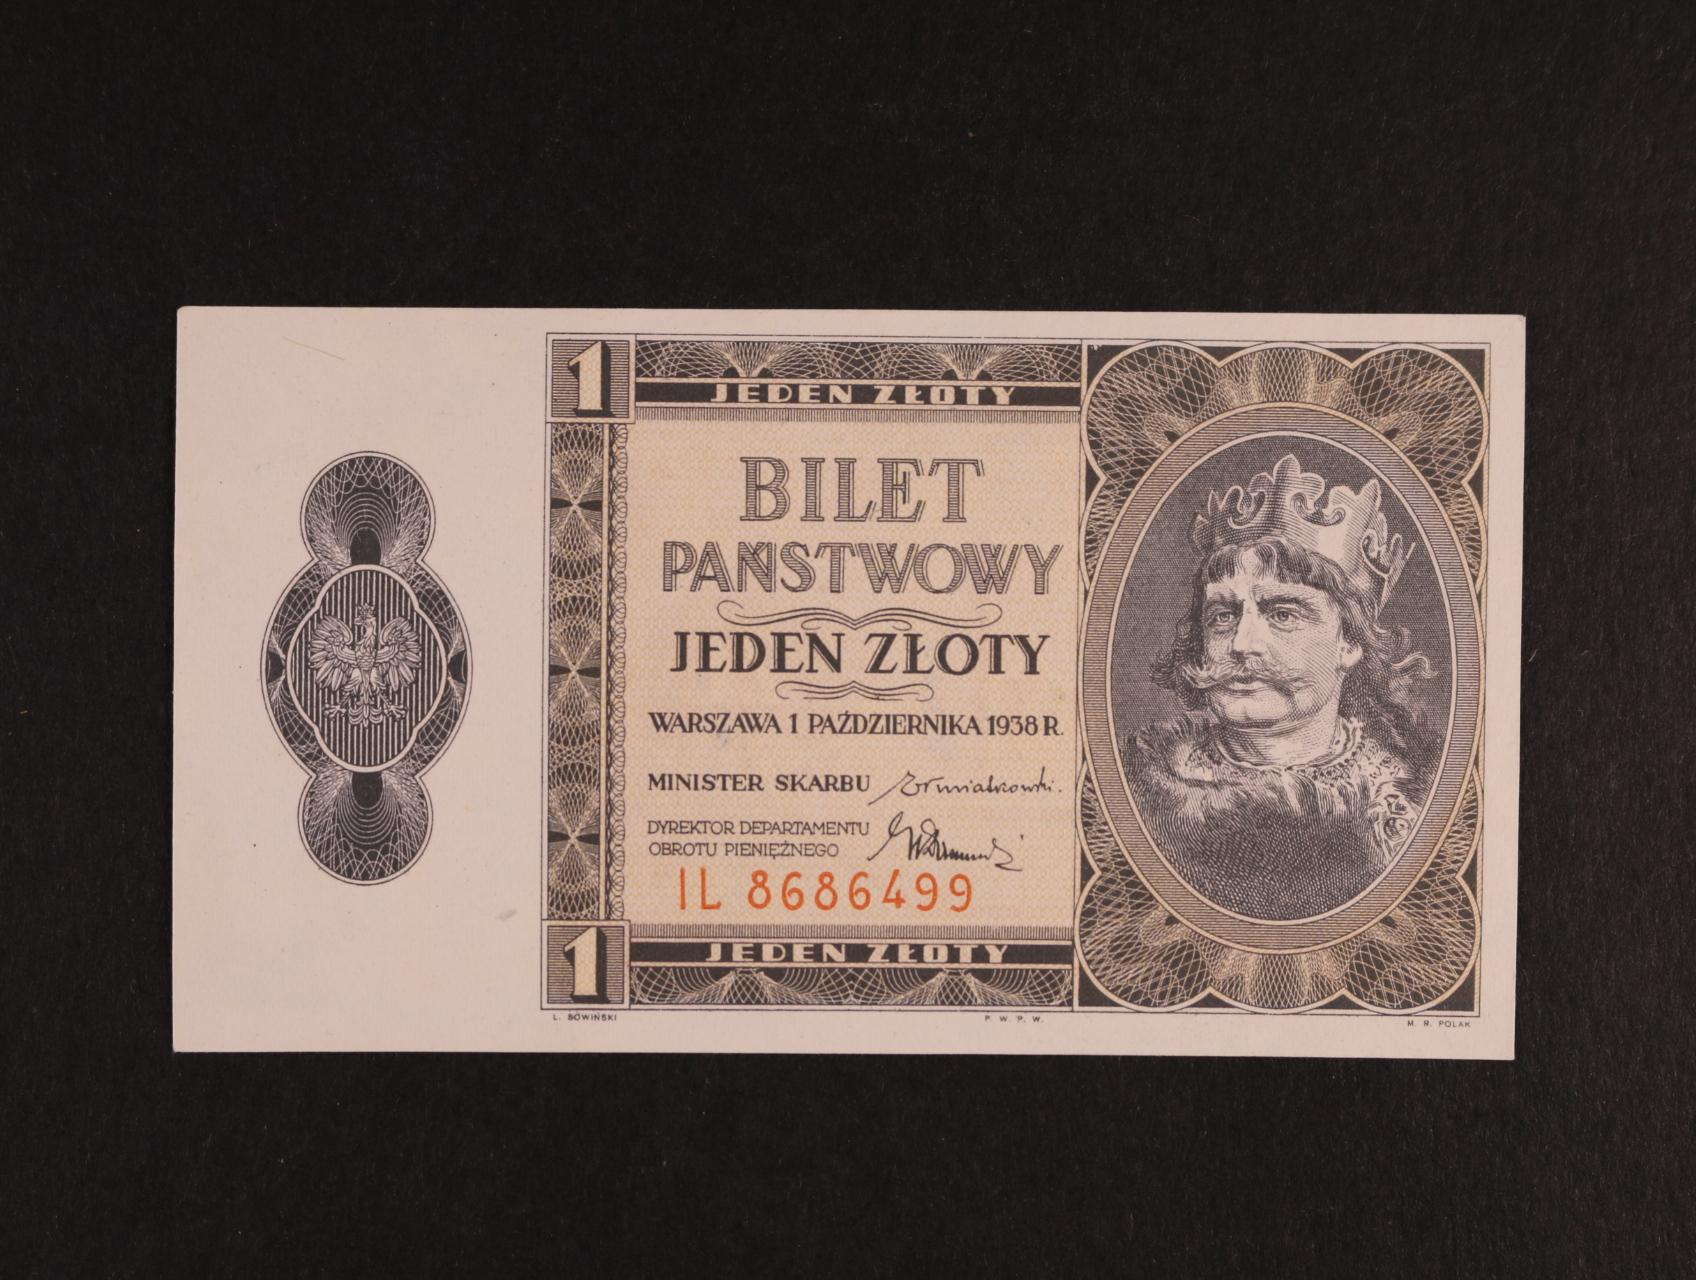 1 JEDEN ZŁOTY
BILET
PAŃSTWOWY
JEDEN ZŁOTY
WARSZAWA 1 PAŹDZIERNIKA 1938 R.
MINISTER SKARBU
DYREKTOR DEPARTAMENTU
OBROTU PIENIĘŻNEGO
IL 8686499
1 JEDEN ZŁOTY
L. SOWIŃSKI P. W. P. W. M. R. POLAK